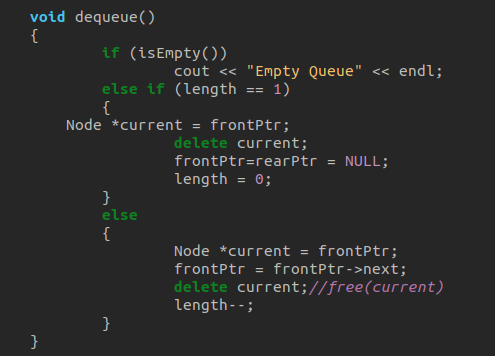 void dequeue()
{
        if (isEmpty())
                cout << "Empty Queue" << endl;
        else if (length == 1)
        {
    Node *current = frontPtr;
                delete current;
                frontPtr=rearPtr = NULL;
                length = 0;
        }
        else
        {
                Node *current = frontPtr;
                frontPtr = frontPtr->next;
                delete current;//free(current)
                length--;
        }
}